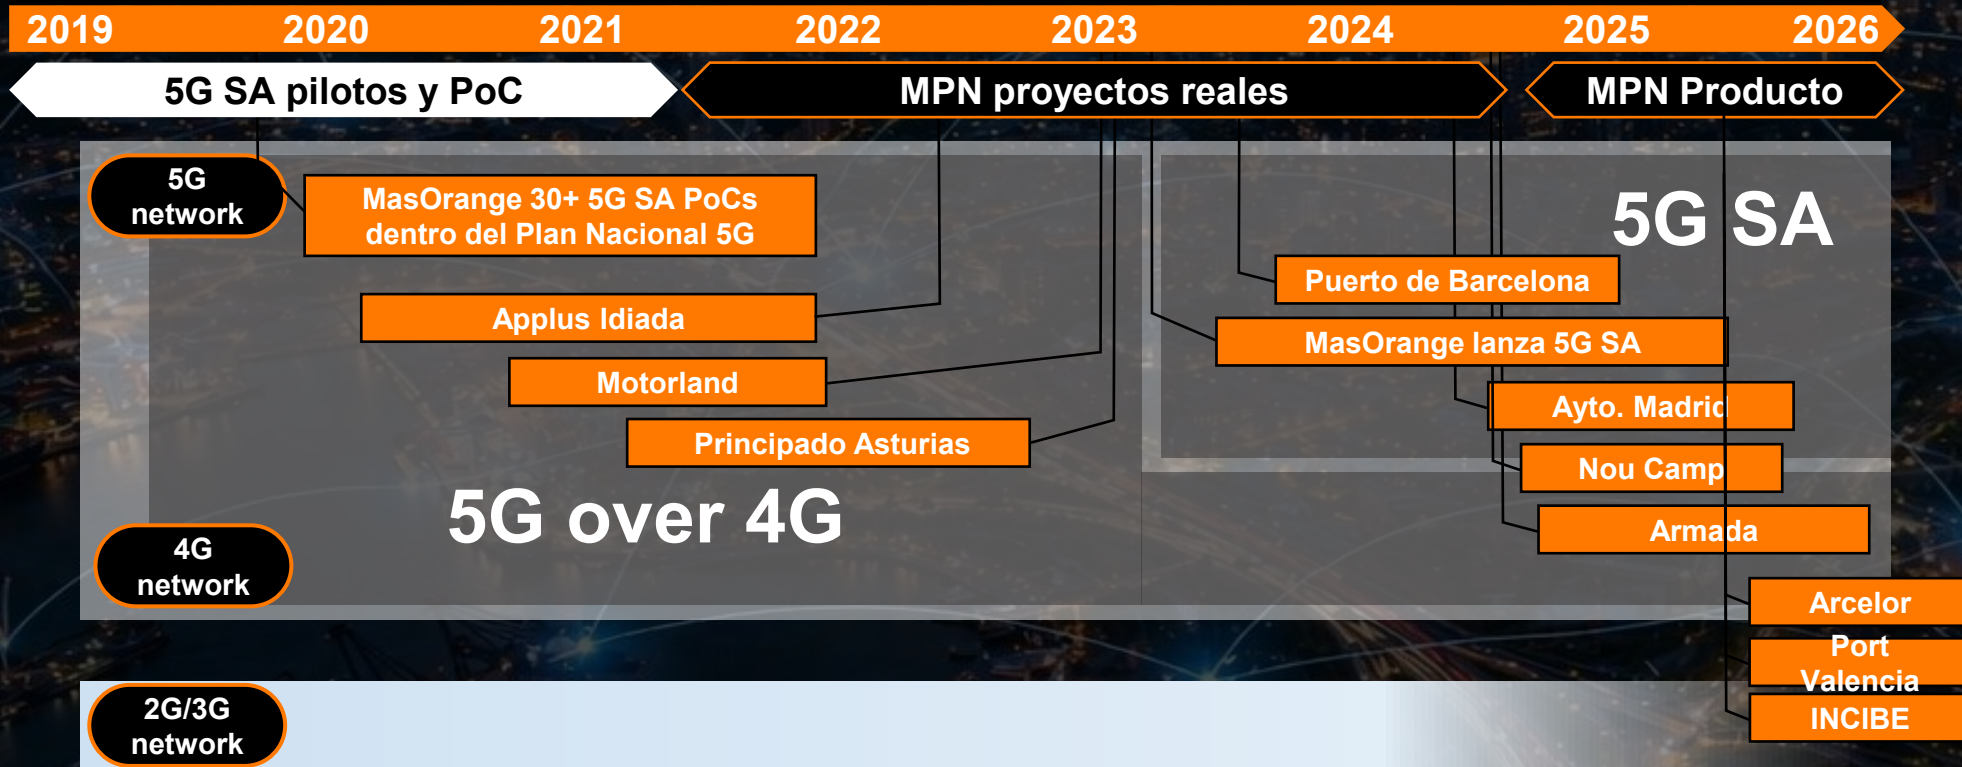 2019 2020 2021 2022 2023 2024 2025 2026
5G SA pilotos y PoC
MPN proyectos reales
MPN Producto
5G
network
MasOrange 30+ 5G SA PoCs
dentro del Plan Nacional 5G
5G SA
Puerto de Barcelona
Applus Idiada
MasOrange lanza 5G SA
Motorland
Ayto. Madrid
Principado Asturias
Nou Camp
5G over 4G
Armada
4G
network
Arcelor
Port
Valencia
2G/3G
network
INCIBE